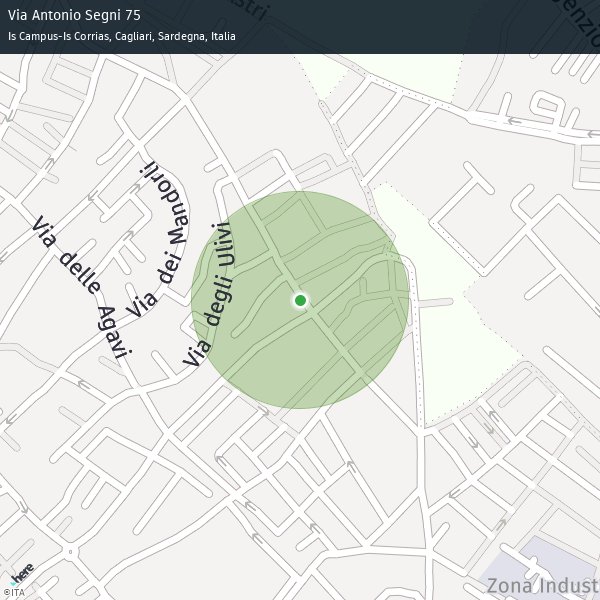 Via Antonio Segni 75
Is Campus-Is Corrias, Cagliari, Sardegna, Italia
Via dei Mandorli
Via degli Ulivi
Via delle Agavi
Zona Indust
here
©ITA